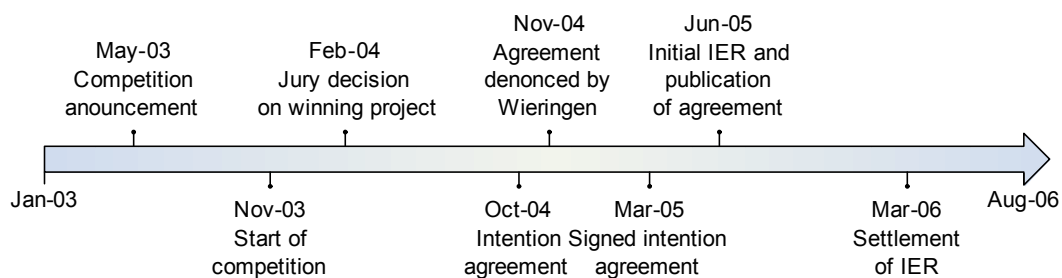 May-03
Competition
anouncement
Feb-04
Jury decision
on winning project
Nov-04
Agreement
denonced by
Wieringen
Jun-05
Initial IER and
publication
of agreement
Jan-03
Aug-06
Nov-03
Start of
competition
Oct-04
Intention
agreement
Mar-05
Signed intention
agreement
Mar-06
Settlement
of IER